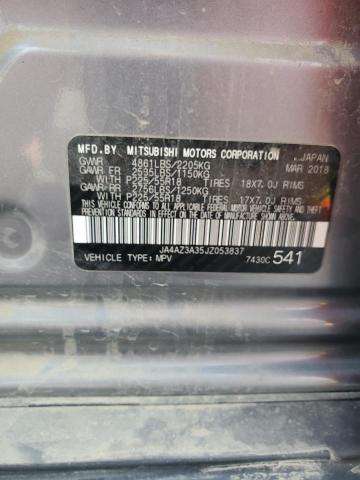 MFD.BY MITSUBISHI MOTORS CORPORATION, JAPAN
GVWR 4861LBS/2205KG MAR 2018
GAWR FR 2535LBS/1150KG
WITH P225/55R18 TIRES 18X7.0J RIMS
GAWR RR 2756LBS/1250KG
WITH TIRES 17X7.0J RIMS
THIS VEHICLE CONFORMS TO ALL APPLICABLE FEDERAL MOTOR
VEHICLE SAFETY AND THEFT PREVENTION STANDARDS IN EFFECT ON
THE DATE OF MANUFACTURE SHOWN ABOVE.
JA4AZ3A35JZ053837
VEHICLE TYPE: MPV 7430C 541